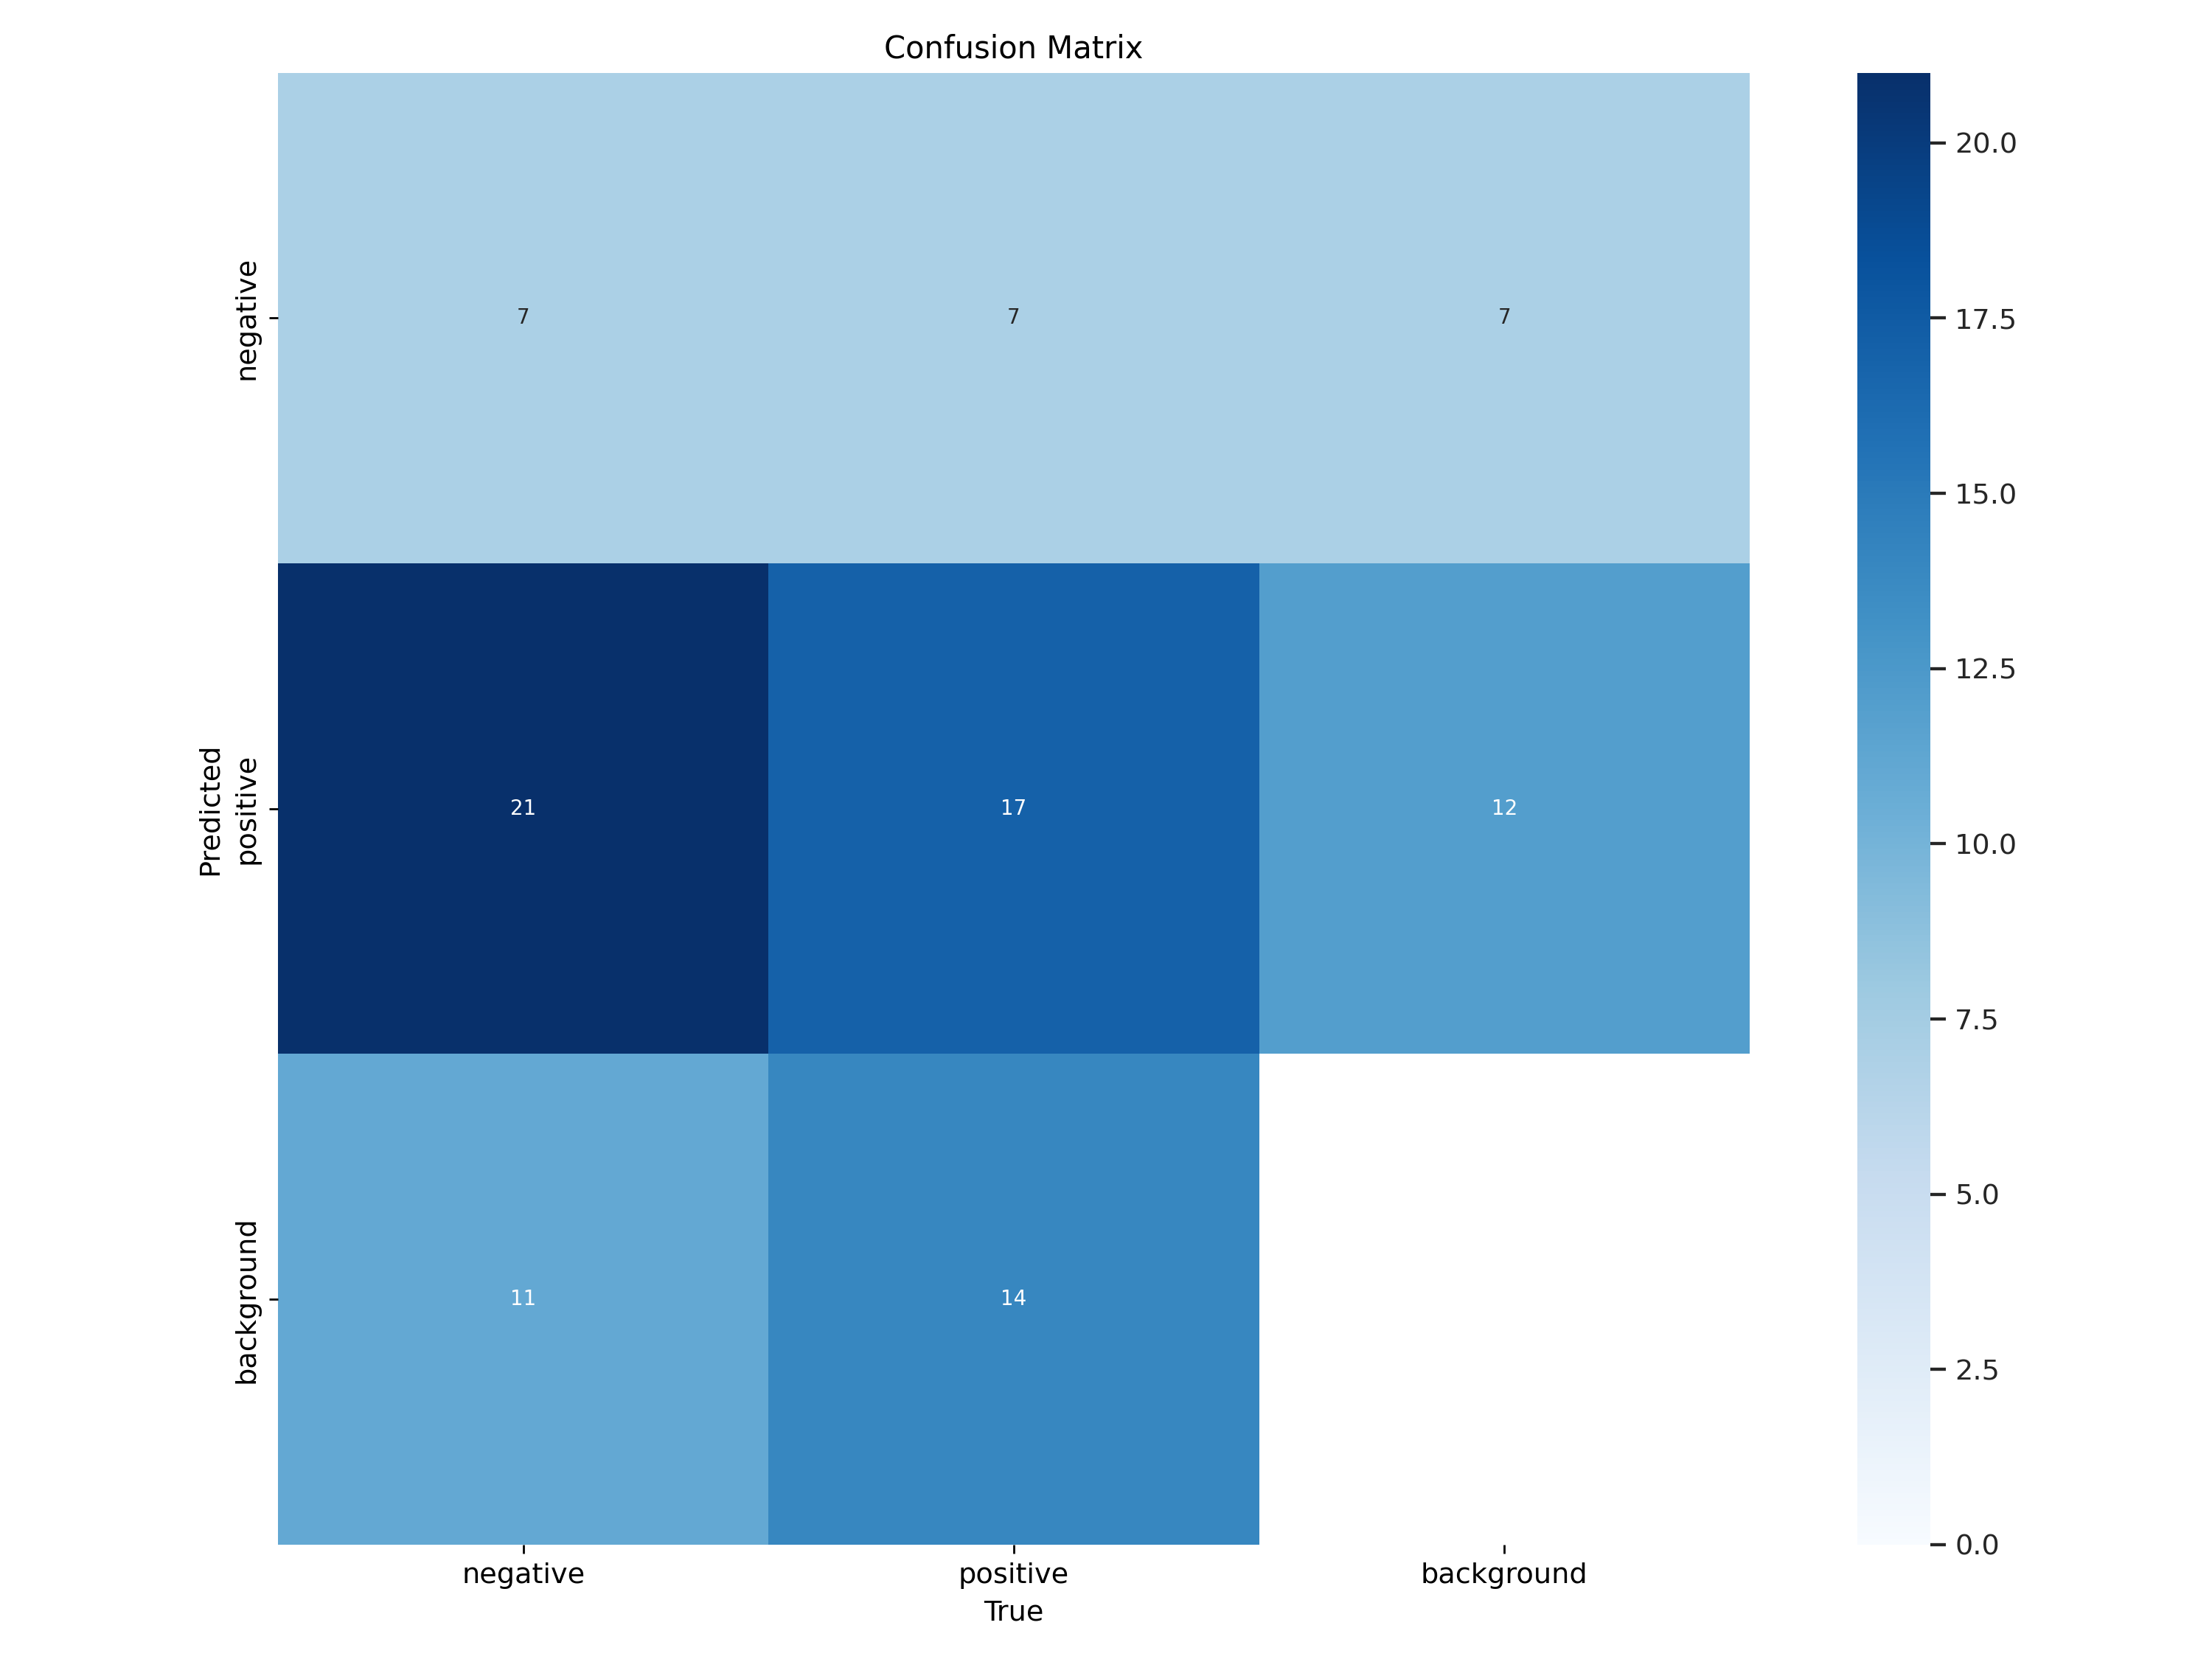 Confusion Matrix
negative
7 7 7
Predicted
positive
21 17 12
background
11 14
negative positive background
True
20.0
17.5
15.0
12.5
10.0
7.5
5.0
2.5
0.0